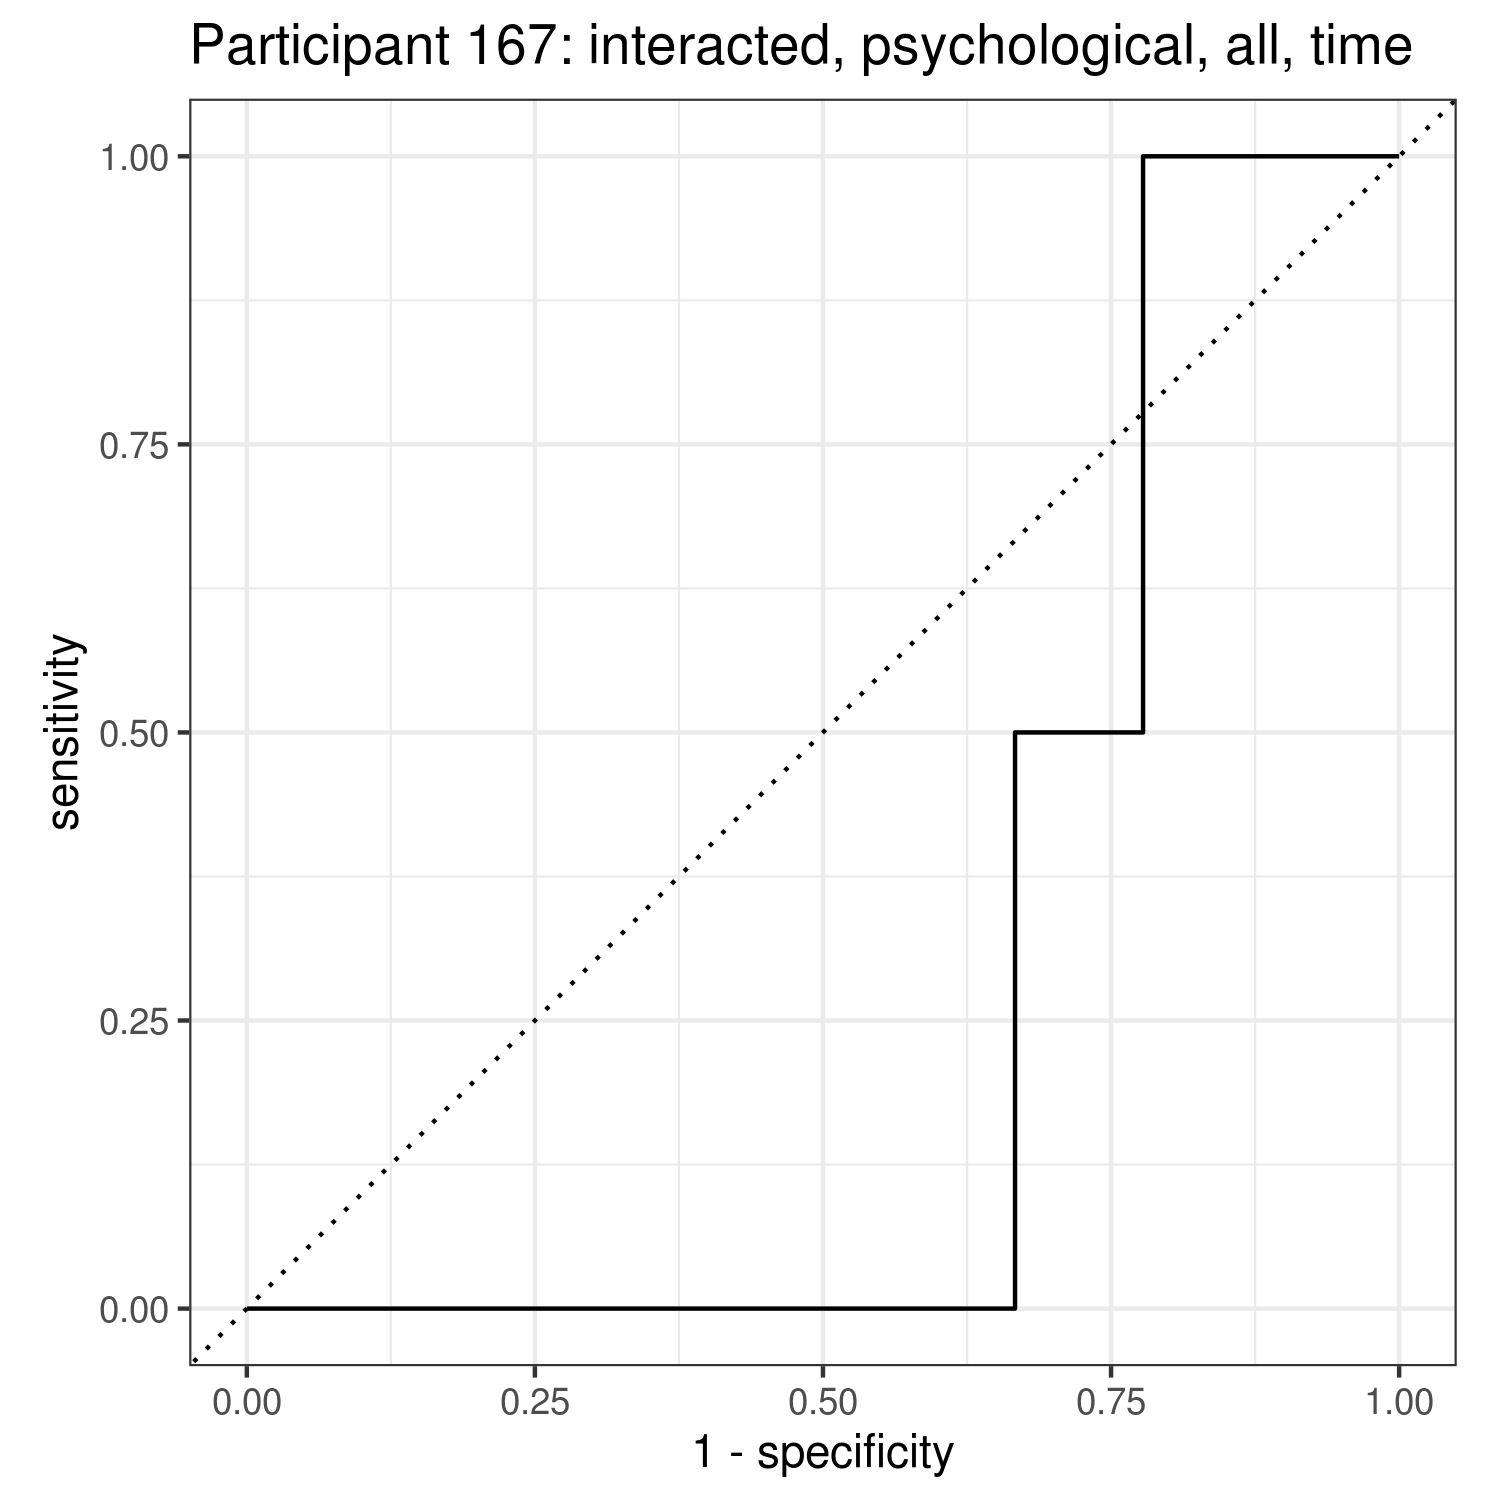 Participant 167: interacted, psychological, all, time
1.00
0.75
0.50
0.25
0.00
sensitivity
0.00 0.25 0.50 0.75 1.00
1 - specificity